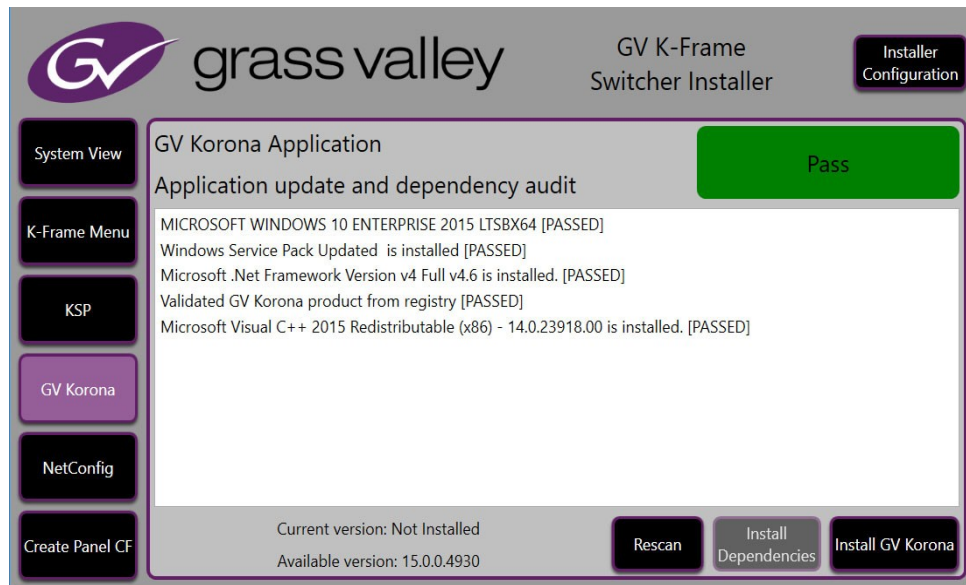 GV
grass valley
GV K-Frame
Switcher Installer
Installer
Configuration
System View
K-Frame Menu
KSP
GV Korona
NetConfig
Create Panel CF
GV Korona Application
Pass
Application update and dependency audit
MICROSOFT WINDOWS 10 ENTERPRISE 2015 LTSBX64 [PASSED]
Windows Service Pack Updated  is installed [PASSED]
Microsoft .Net Framework Version v4 Full v4.6 is installed. [PASSED]
Validated GV Korona product from registry [PASSED]
Microsoft Visual C++ 2015 Redistributable (x86) - 14.0.23918.00 is installed. [PASSED]
Current version: Not Installed
Available version: 15.0.0.4930
Rescan
Install
Dependencies
Install GV Korona